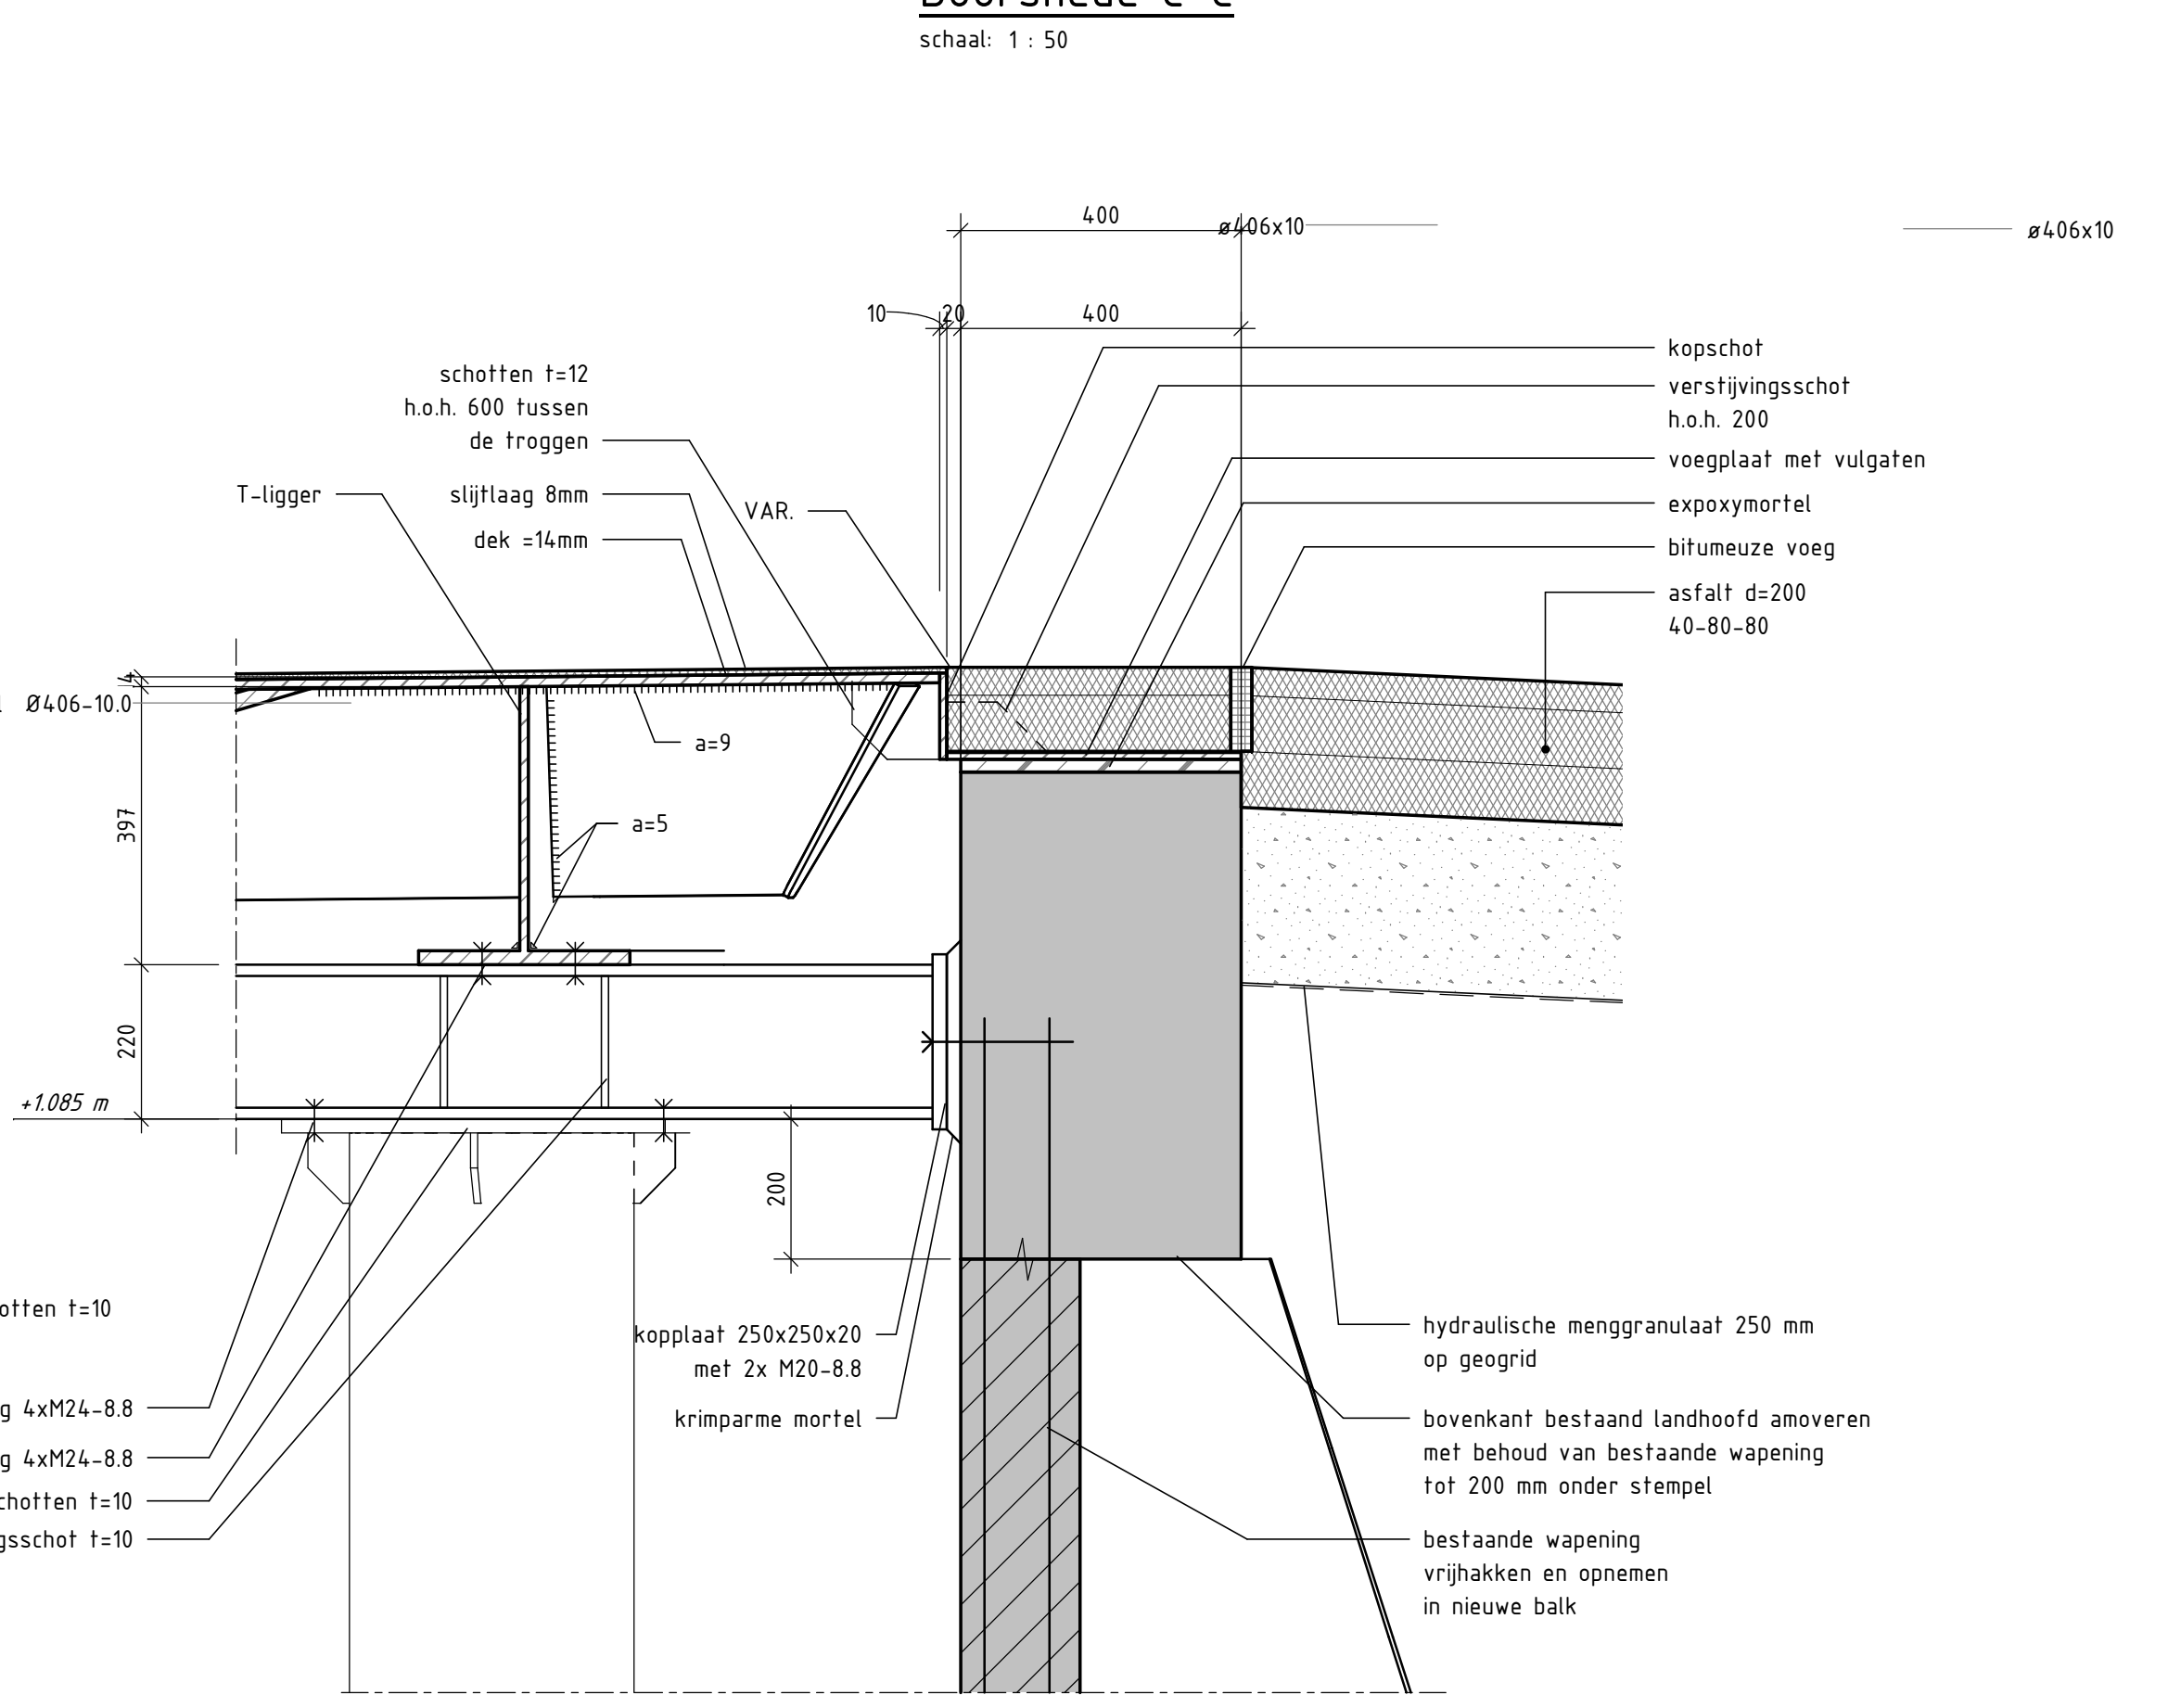 schaal: 1 : 50
400
ø406x10
ø406x10
10
20
400
kopschot
verstijvingsschot
h.o.h. 200
voegplaat met vulgaten
expoxymortel
bitumeuze voeg
asfalt d=200
40-80-80
schotten t=12
h.o.h. 600 tussen
de troggen
T-ligger
slijtlaag 8mm
VAR.
dek =14mm
Ø406-10.0
a=9
a=5
397
220
+1.085 m
200
t=10
4xM24-8.8
4xM24-8.8
t=10
t=10
kopplaat 250x250x20
met 2x M20-8.8
krimparme mortel
hydraulische menggranulaat 250 mm
op geogrid
bovenkant bestaand landhoofd amoveren
met behoud van bestaande wapening
tot 200 mm onder stempel
bestaande wapening
vrijhakken en opnemen
in nieuwe balk